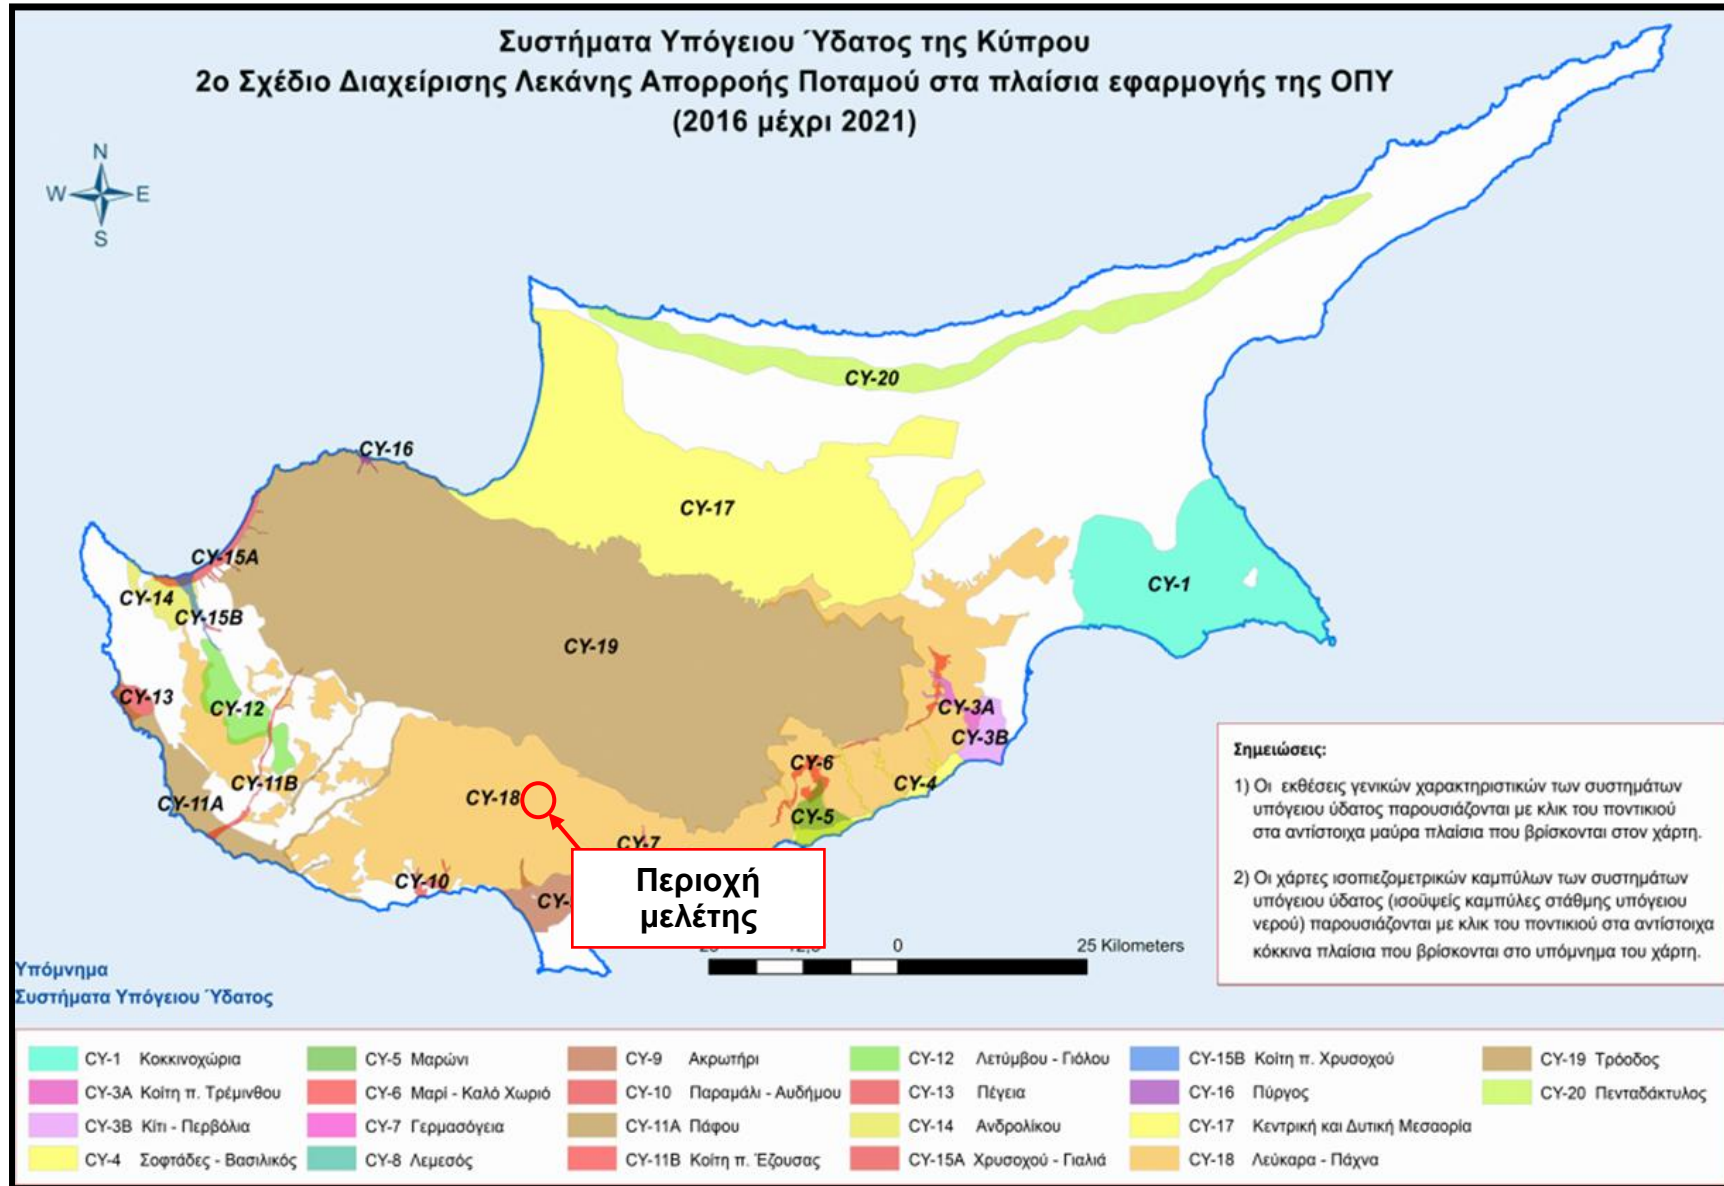 Συστήματα Υπόγειου Ύδατος της Κύπρου
2ο Σχέδιο Διαχείρισης Λεκάνης Απορροής Ποταμού στα πλαίσια εφαρμογής της ΟΠΥ
(2016 μέχρι 2021)
N
W E
S
CY-20
CY-16
CY-17
CY-15A
CY-1
CY-14
CY-15B
CY-19
CY-13
CY-12
CY-3A
CY-3B
CY-6
CY-11B
CY-4
CY-18
CY-11A
CY-5
CY-7
CY-10
CY-
Περιοχή
μελέτης
0 25 Kilometers
Σημειώσεις:
1) Οι εκθέσεις γενικών χαρακτηριστικών των συστημάτων
υπόγειου ύδατος παρουσιάζονται με κλικ του ποντικιού
στα αντίστοιχα μαύρα πλαίσια που βρίσκονται στον χάρτη.
2) Οι χάρτες ισοπιεζομετρικών καμπύλων των συστημάτων
υπόγειου ύδατος (ισοϋψείς καμπύλες στάθμης υπόγειου
νερού) παρουσιάζονται με κλικ του ποντικιού στα αντίστοιχα
κόκκινα πλαίσια που βρίσκονται στο υπόμνημα του χάρτη.
Υπόμνημα
Συστήματα Υπόγειου Ύδατος
CY-1 Κοκκινοχώρια
CY-3A Κοίτη π. Τρέμινθου
CY-3B Κίτι - Περβόλια
CY-4 Σοφτάδες - Βασιλικός
CY-5 Μαρώνι
CY-6 Μαρί - Καλό Χωριό
CY-7 Γερμασόγεια
CY-8 Λεμεσός
CY-9 Ακρωτήρι
CY-10 Παραμάλι - Αυδήμου
CY-11A Πάφου
CY-11B Κοίτη π. Έζουσας
CY-12 Λετύμβου - Γιόλου
CY-13 Πέγεια
CY-14 Ανδρολίκου
CY-15A Χρυσοχού - Γιαλιά
CY-15B Κοίτη π. Χρυσοχού
CY-16 Πύργος
CY-17 Κεντρική και Δυτική Μεσαορία
CY-18 Λεύκαρα - Πάχνα
CY-19 Τρόοδος
CY-20 Πενταδάκτυλος